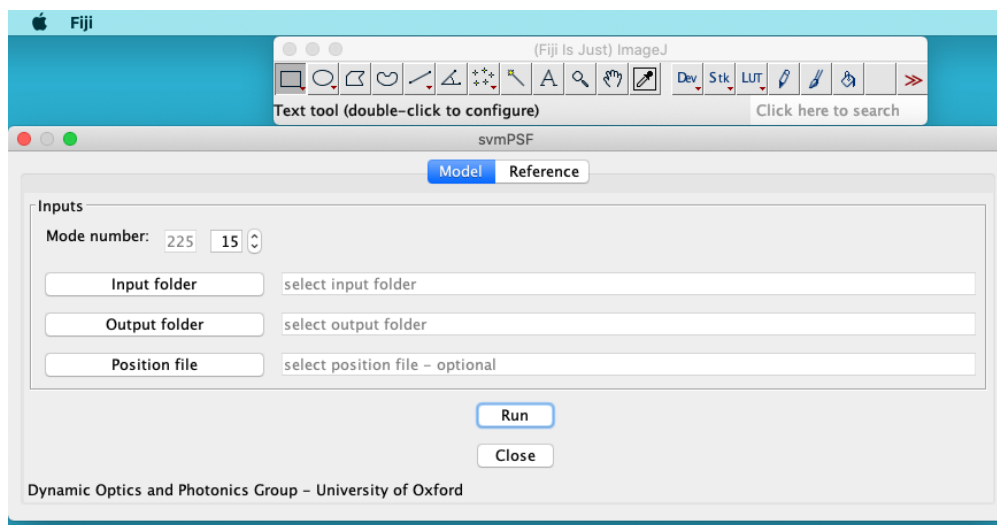 Fiji
(Fiji Is Just) ImageJ
A Dev Stk LUT >>
Text tool (double-click to configure) Click here to search
svmPSF
Model Reference
Inputs
Mode number: 225 15
Input folder select input folder
Output folder select output folder
Position file select position file - optional
Run
Close
Dynamic Optics and Photonics Group - University of Oxford